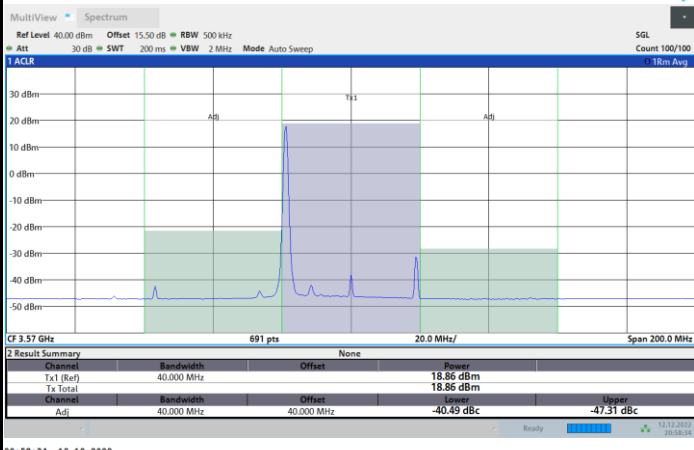 MultiView Spectrum
Ref Level 40.00 dBm Offset 15.50 dB RBW 500 kHz SGL
Att 30 dB SWT 200 ms VBW 2 MHz Mode Auto Sweep Count 100/100
1 ACLR 1Rm Avg
30 dBm
Tx1
20 dBm
Adj Adj
10 dBm
0 dBm
-10 dBm
-20 dBm
-30 dBm
-40 dBm
-50 dBm
CF 3.57 GHz 691 pts 20.0 MHz/ Span 200.0 MHz
2 Result Summary None
Channel Bandwidth Offset Power
Tx1 (Ref) 40.000 MHz 18.86 dBm
Tx Total 18.86 dBm
Channel Bandwidth Offset Lower Upper
Adj 40.000 MHz 40.000 MHz -40.49 dBc -47.31 dBc
Ready 12.12.2022
20:58:34